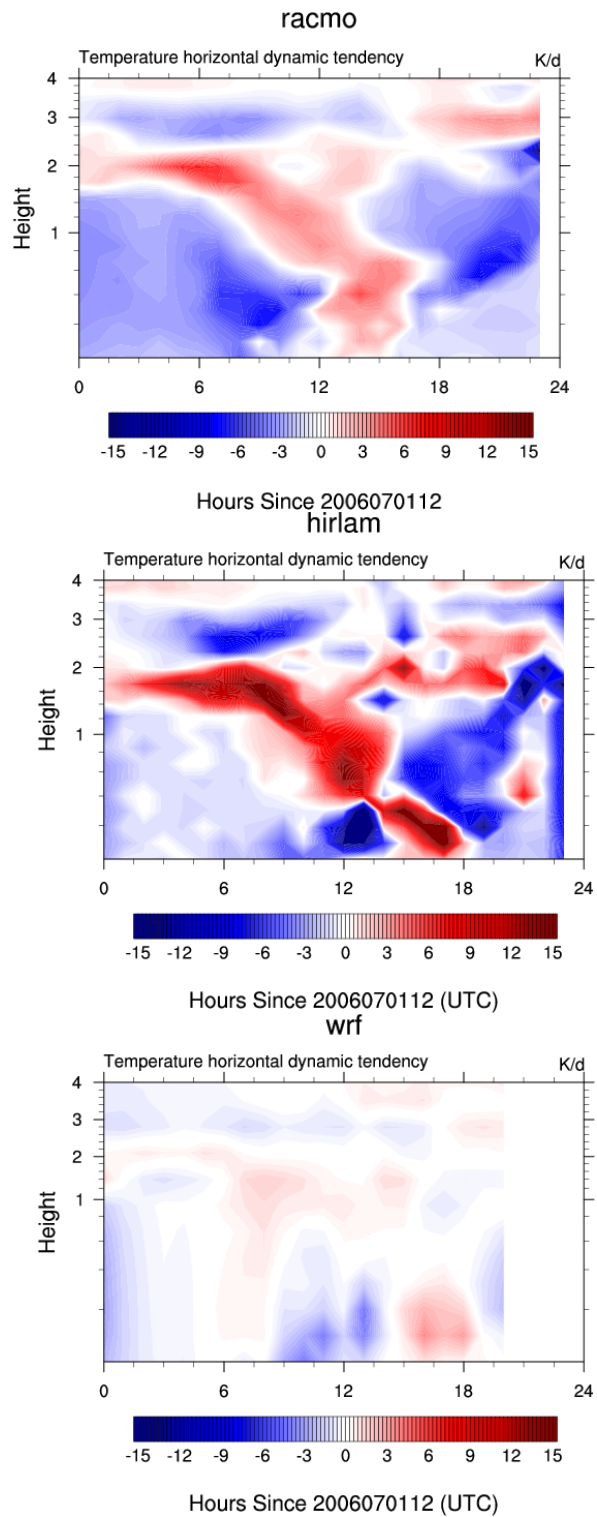 racmo
Temperature horizontal dynamic tendency K/d
4
3
2
1
Height
0 6 12 18 24
-15 -12 -9 -6 -3 0 3 6 9 12 15
Hours Since 2006070112
hirlam
Temperature horizontal dynamic tendency K/d
4
3
2
1
Height
0 6 12 18 24
-15 -12 -9 -6 -3 0 3 6 9 12 15
Hours Since 2006070112 (UTC)
wrf
Temperature horizontal dynamic tendency K/d
4
3
2
1
Height
0 6 12 18 24
-15 -12 -9 -6 -3 0 3 6 9 12 15
Hours Since 2006070112 (UTC)